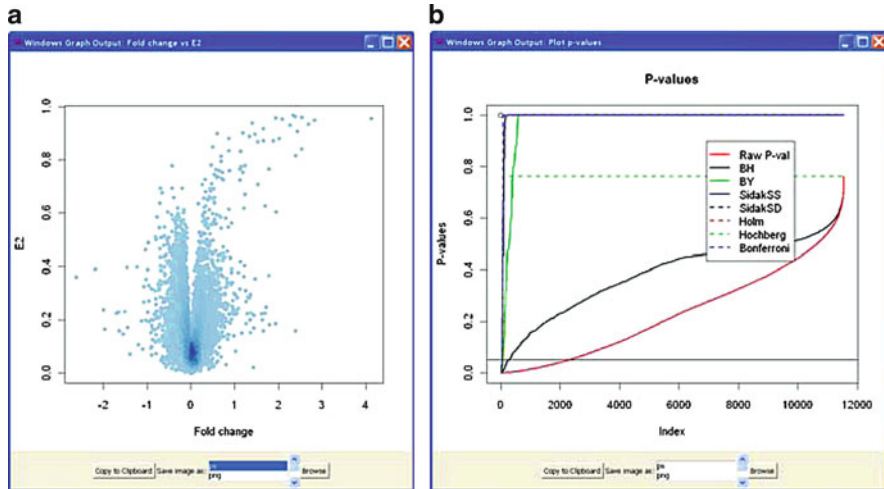 a
Windows Graph Output: Fold change vs E2
1.0
0.8
0.6
0.4
0.2
0.0
E2
-2 -1 0 1 2 3 4
Fold change
Copy to Clipboard Save image as: ps Browse
png
b
Windows Graph Output: Plot p-values
P-values
1.0
0.8
0.6
0.4
0.2
0.0
P-values
Raw P-val
BH
BY
SidakSS
SidakSD
Holm
Hochberg
Bonferroni
0 2000 4000 6000 8000 10000 12000
Index
Copy to Clipboard Save image as: ps Browse
png